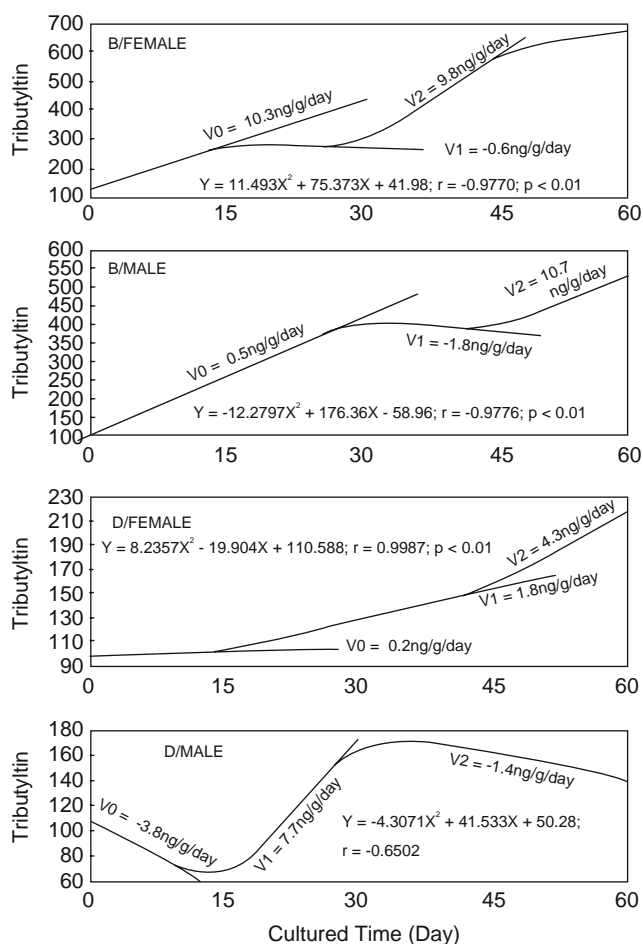 B/FEMALE
Tributyltin
700
600
500
400
300
200
100
V0 = 10.3ng/g/day
V2 = 9.8ng/g/day
V1 = -0.6ng/g/day
Y = 11.493X² + 75.373X + 41.98; r = -0.9770; p < 0.01
0 15 30 45 60
B/MALE
Tributyltin
600
550
500
450
400
350
300
250
200
150
100
V0 = 0.5ng/g/day
V2 = 10.7
ng/g/day
V1 = -1.8ng/g/day
Y = -12.2797X² + 176.36X - 58.96; r = -0.9776; p < 0.01
0 15 30 45 60
D/FEMALE
Tributyltin
230
210
190
170
150
130
110
90
Y = 8.2357X² - 19.904X + 110.588; r = 0.9987; p < 0.01
V2 = 4.3ng/g/day
V1 = 1.8ng/g/day
V0 = 0.2ng/g/day
0 15 30 45 60
D/MALE
Tributyltin
180
160
140
120
100
80
60
V0 = -3.8ng/g/day
V1 = 7.7ng/g/day
V2 = -1.4ng/g/day
Y = -4.3071X² + 41.533X + 50.28;
r = -0.6502
0 15 30 45 60
Cultured Time (Day)